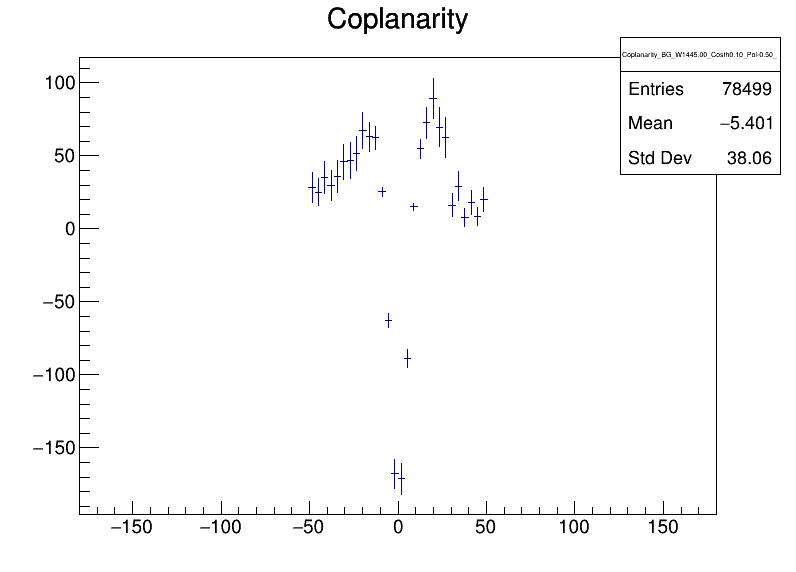 Coplanarity
Coplanarity_BG_W1445.00_Costh0.10_Pol-0.50_
Entries 78499
Mean −5.401
Std Dev 38.06
100
50
0
−50
−100
−150
−150 −100 −50 0 50 100 150